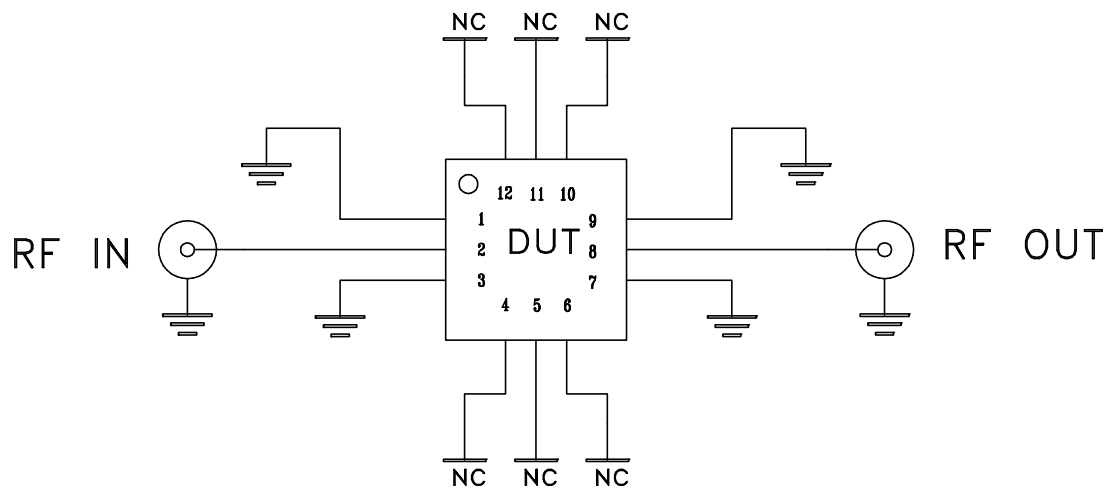 NC NC NC
12 11 10
1 9
RF IN 2 DUT 8 RF OUT
3 7
4 5 6
NC NC NC